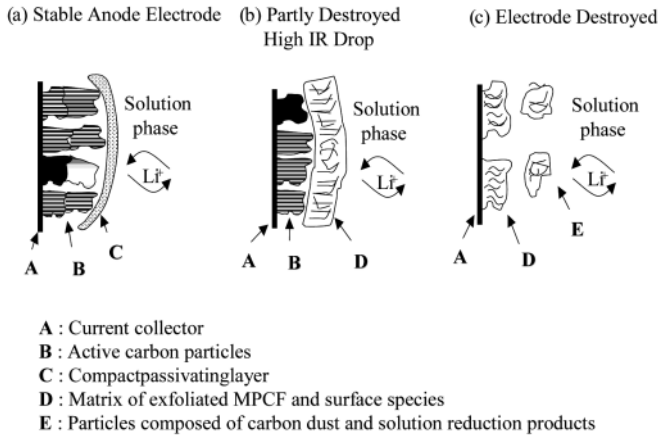 (a) Stable Anode Electrode
(b) Partly Destroyed
High IR Drop
(c) Electrode Destroyed
Solution
phase
Li+
A
B
C
Solution
phase
Li+
A
B
D
Solution
phase
Li+
A
D
E
A : Current collector
B : Active carbon particles
C : Compactpassivatinglayer
D : Matrix of exfoliated MPCF and surface species
E : Particles composed of carbon dust and solution reduction products